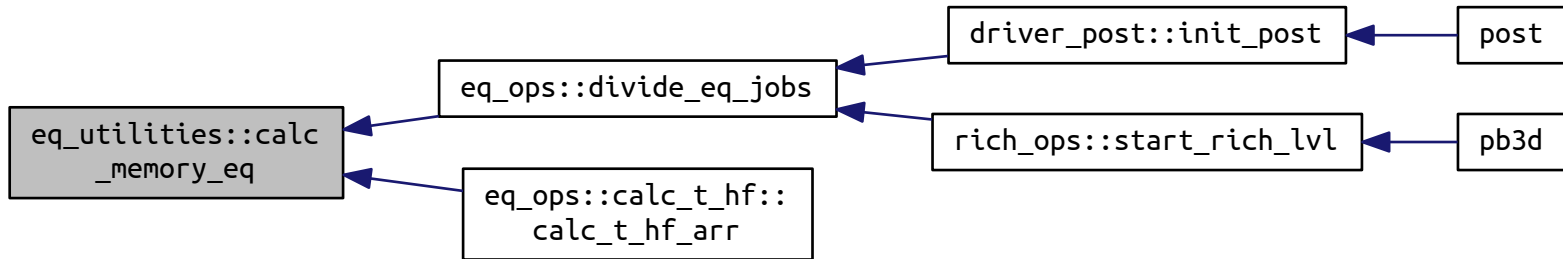 eq_utilities::calc
_memory_eq
eq_ops::divide_eq_jobs
eq_ops::calc_t_hf::
calc_t_hf_arr
driver_post::init_post
rich_ops::start_rich_lvl
post
pb3d